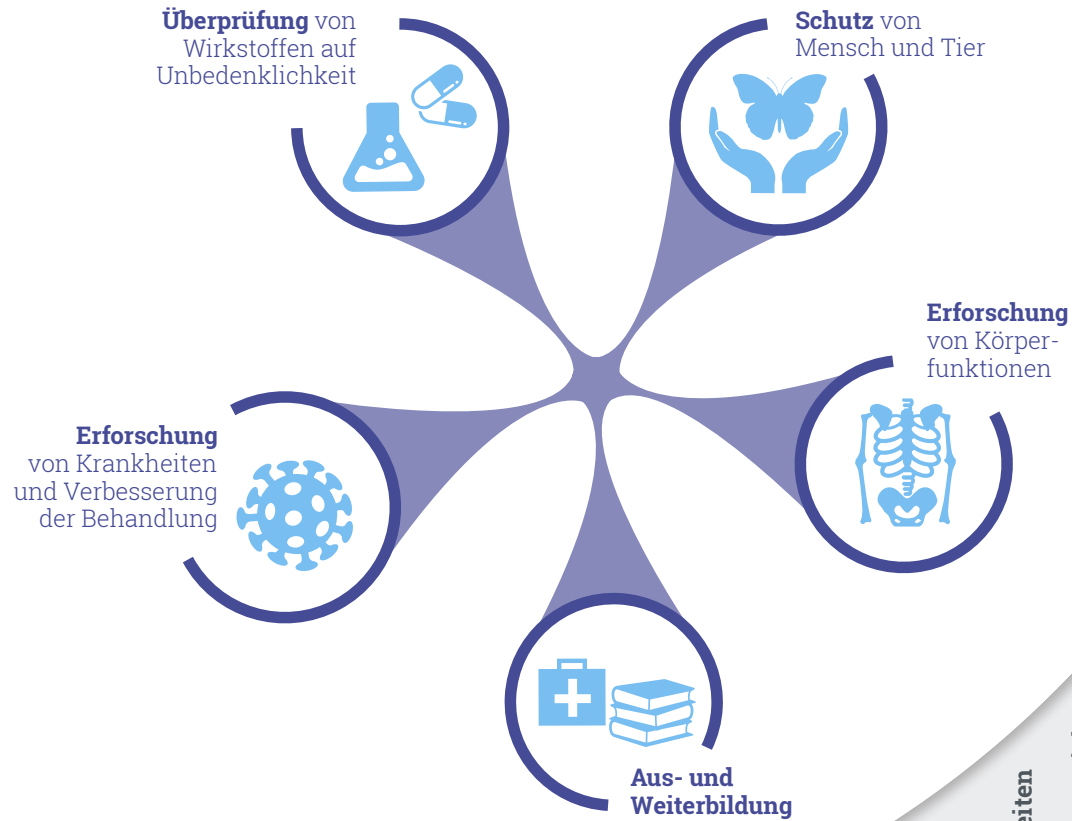 Überprüfung von
Wirkstoffen auf
Unbedenklichkeit
Schutz von
Mensch und Tier
Erforschung
von Körper-
funktionen
Erforschung
von Krankheiten
und Verbesserung
der Behandlung
Aus- und
Weiterbildung